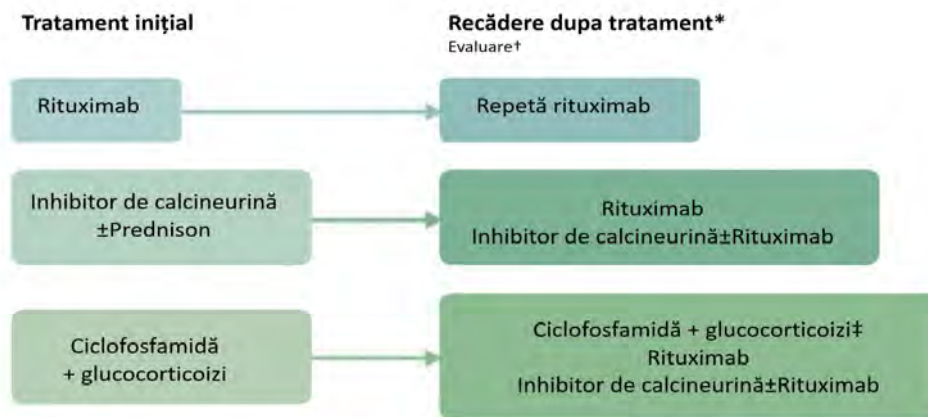 Tratament inițial
Recădere dupa tratament*
Evaluare†
Rituximab
Repetă rituximab
Inhibitor de calcineurină
±Prednison
Rituximab
Inhibitor de calcineurină±Rituximab
Ciclofosfamidă
+ glucocorticoizi
Ciclofosfamidă + glucocorticoizi‡
Rituximab
Inhibitor de calcineurină±Rituximab